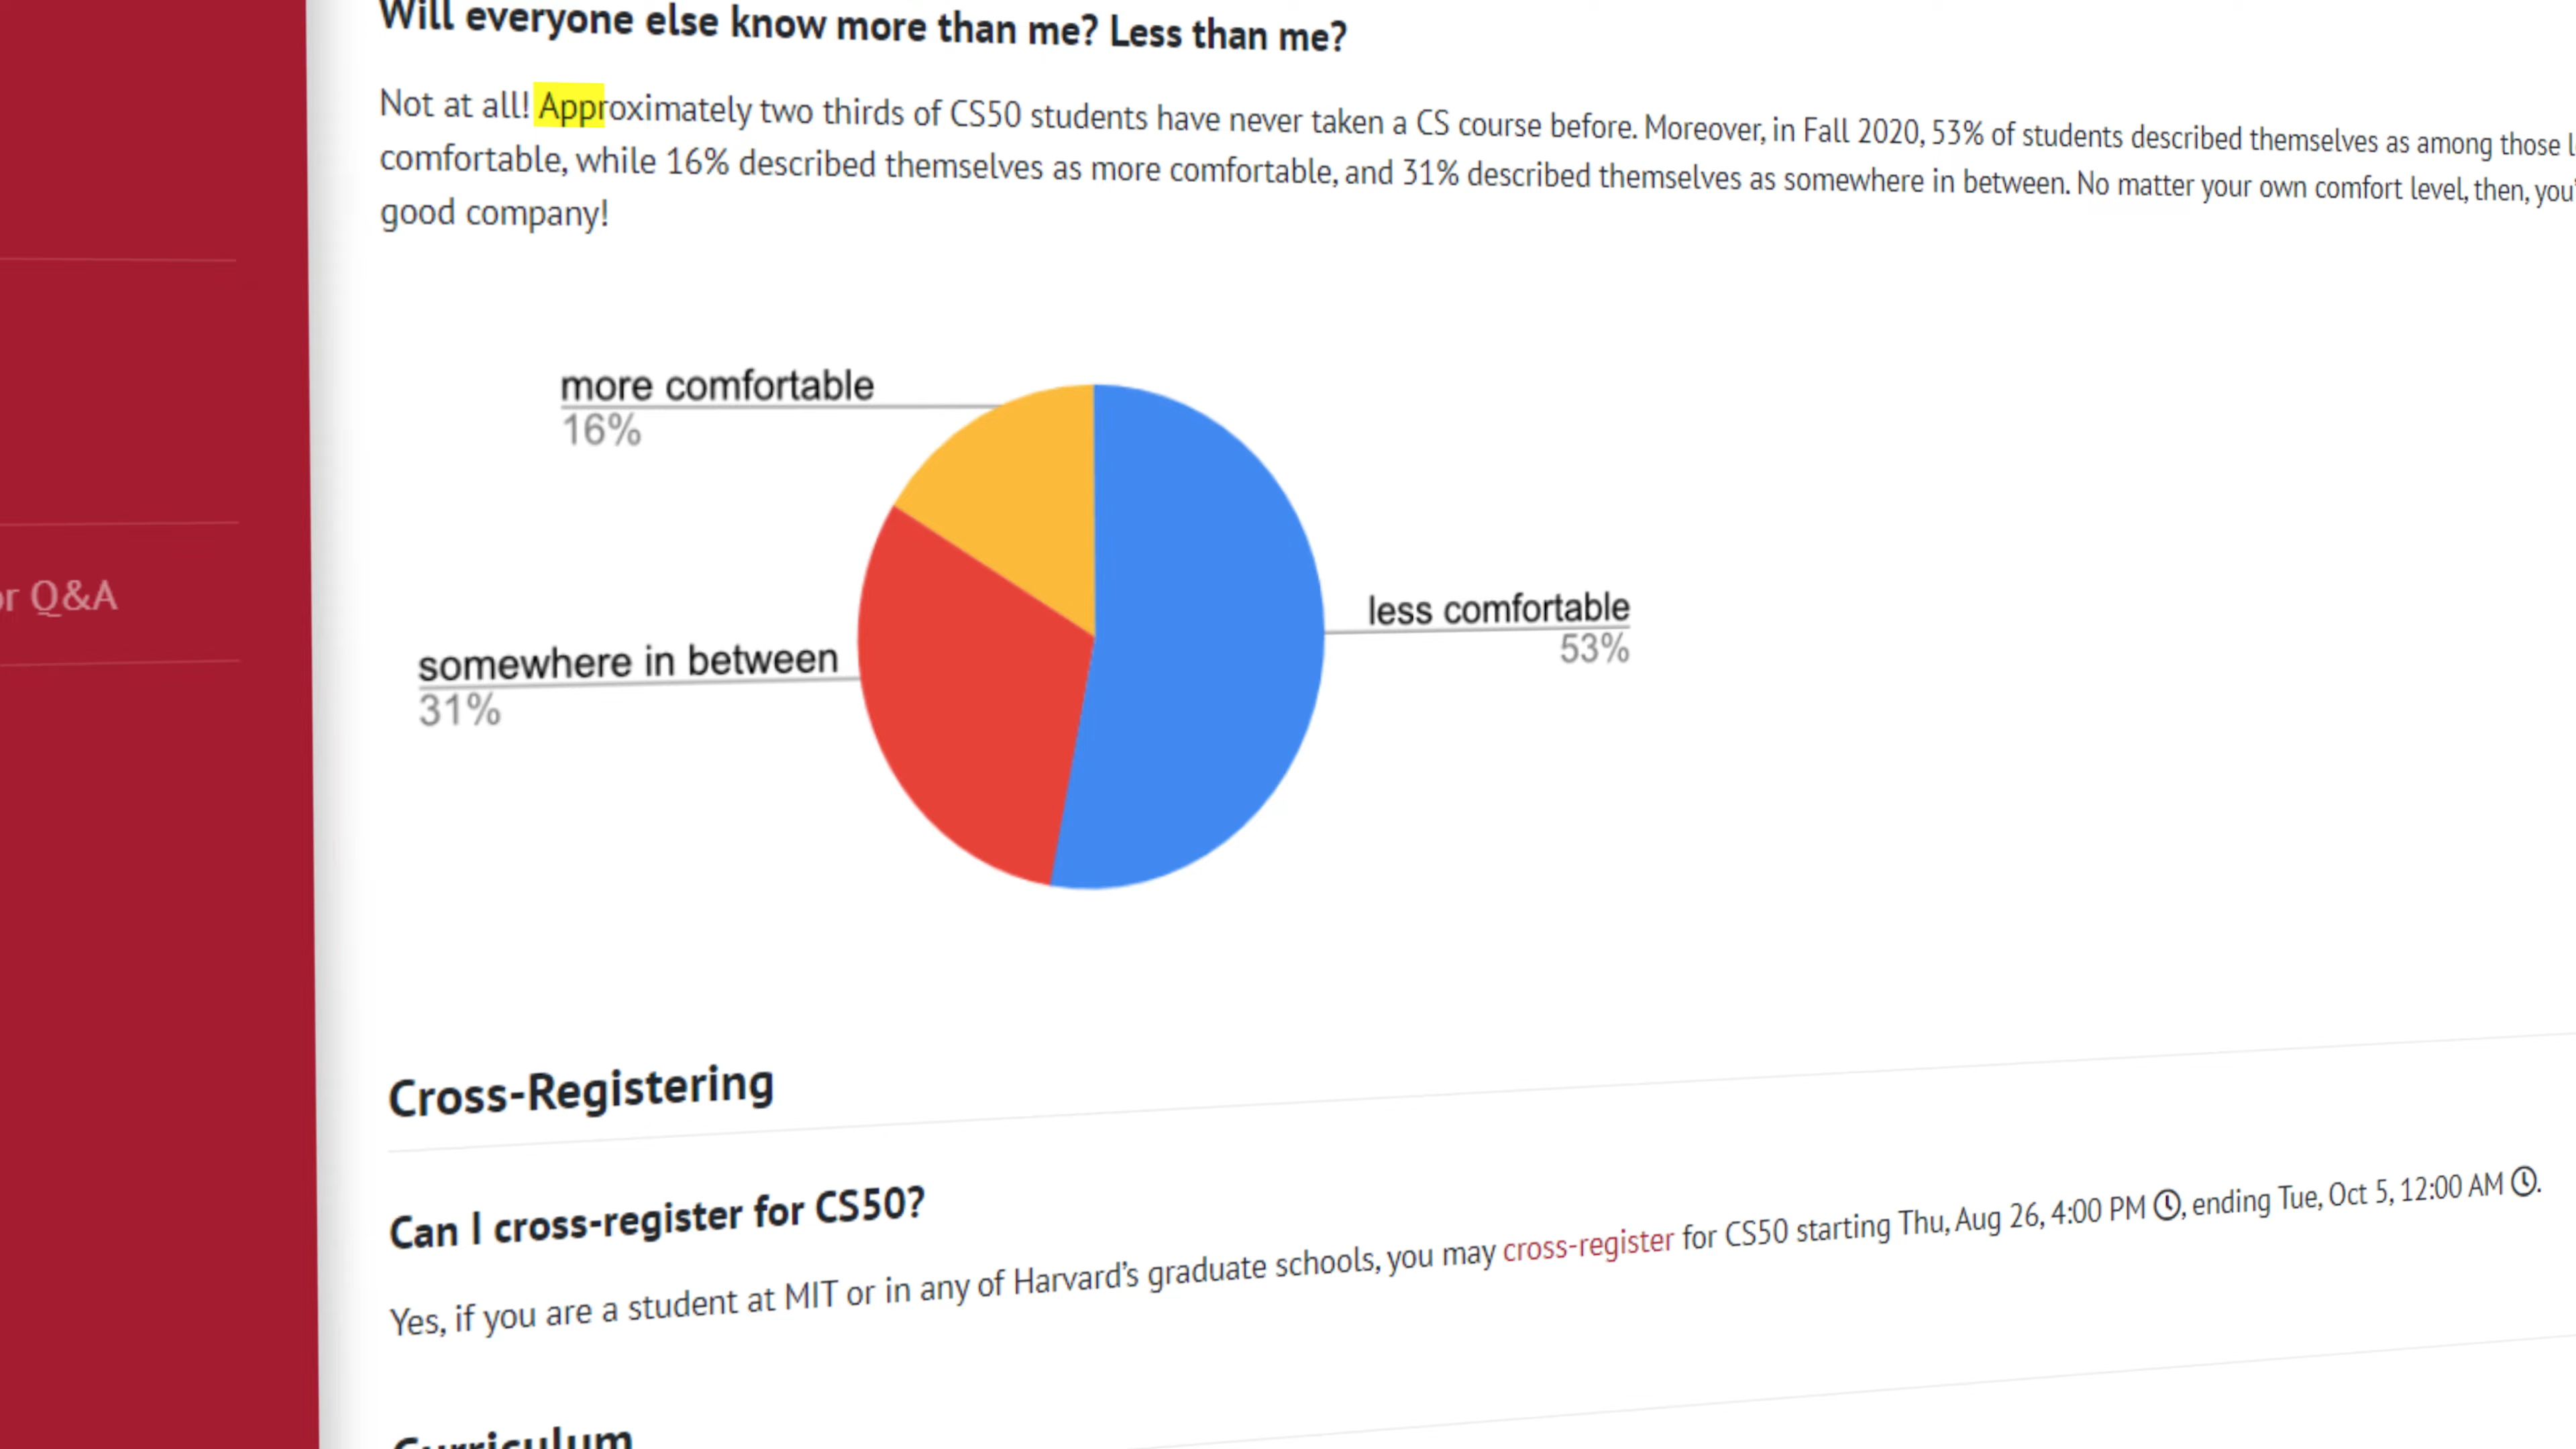 Will everyone else know more than me? Less than me?
Not at all! Approximately two thirds of CS50 students have never taken a CS course before. Moreover, in Fall 2020, 53% of students described themselves as among those
comfortable, while 16% described themselves as more comfortable, and 31% described themselves as somewhere in between. No matter your own comfort level, then,
good company!
more comfortable
16%
less comfortable
53%
or Q&A
somewhere in between
31%
Cross-Registering
Can I cross-register for CS50?
Yes, if you are a student at MIT or in any of Harvard's graduate schools, you may cross-register for CS50 starting Thu, Aug 26, 4:00 PM, ending Tue, Oct 5, 12:00 AM.
Curriculum